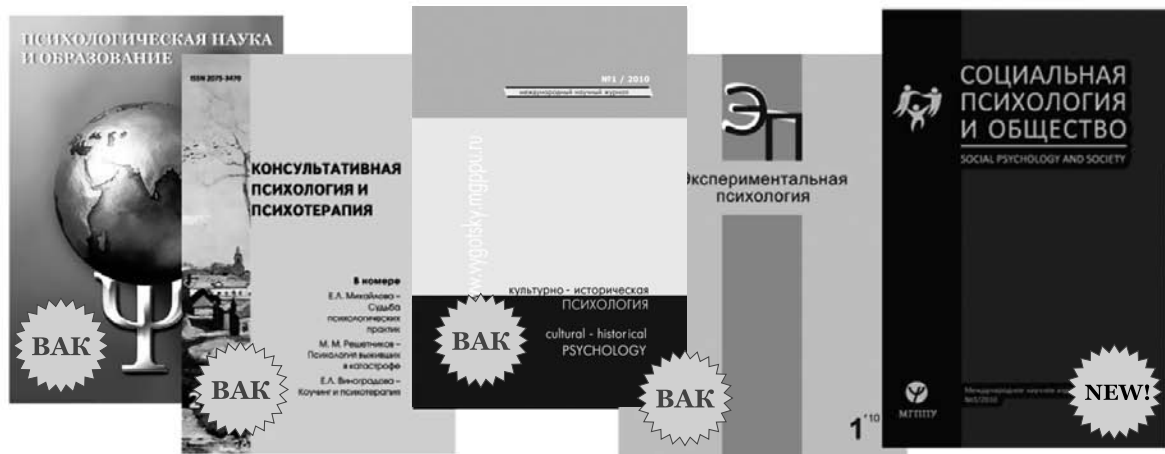 ПСИХОЛОГИЧЕСКАЯ НАУКА
И ОБРАЗОВАНИЕ
Ψ
ВАК
ISSN 2075-3470
КОНСУЛЬТАТИВНАЯ
ПСИХОЛОГИЯ И
ПСИХОТЕРАПИЯ
В номере
Е.Л. Михайлова –
Судьба
психологических
практик
М. М. Решетников –
Психология выживших
в катастрофе
Е.Л. Виноградова –
Коучинг и психотерапия
ВАК
№1 / 2010
международный научный журнал
www.vygotsky.mgppu.ru
культурно - историческая
ПСИХОЛОГИЯ
cultural - historical
PSYCHOLOGY
ВАК
ЭП
Экспериментальная
психология
1'10
ВАК
СОЦИАЛЬНАЯ
ПСИХОЛОГИЯ
И ОБЩЕСТВО
SOCIAL PSYCHOLOGY AND SOCIETY
МГППУ
Международное научное
NEW!